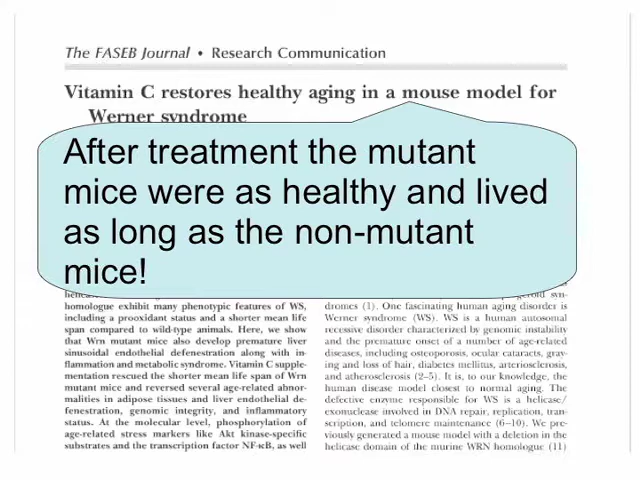 The FASEB Journal • Research Communication
Vitamin C restores healthy aging in a mouse model for
Werner syndrome
After treatment the mutant
mice were as healthy and lived
as long as the non-mutant
mice!
homologue exhibit many phenotypic features of WS,
including a prooxidant status and a shorter mean life
span compared to wild-type animals. Here, we show
that Wrn mutant mice also develop premature liver
sinusoidal endothelial defenestration along with in-
flammation and metabolic syndrome. Vitamin C supple-
mentation rescued the shorter mean life span of Wrn
mutant mice and reversed several age-related abnor-
malities in adipose tissues and liver endothelial de-
fenestration, genomic integrity, and inflammatory
status. At the molecular level, phosphorylation of
age-related stress markers like Akt kinase-specific
substrates and the transcription factor NF-κB, as well
dromes (1). One fascinating human aging disorder is
Werner syndrome (WS). WS is a human autosomal
recessive disorder characterized by genomic instability
and the premature onset of a number of age-related
diseases, including osteoporosis, ocular cataracts, gray-
ing and loss of hair, diabetes mellitus, arteriosclerosis,
and atherosclerosis (2–5). It is, to our knowledge, the
human disease model closest to normal aging. The
defective enzyme responsible for WS is a helicase/
exonuclease involved in DNA repair, replication, tran-
scription, and telomere maintenance (6–10). We pre-
viously generated a mouse model with a deletion in the
helicase domain of the murine WRN homologue (11)